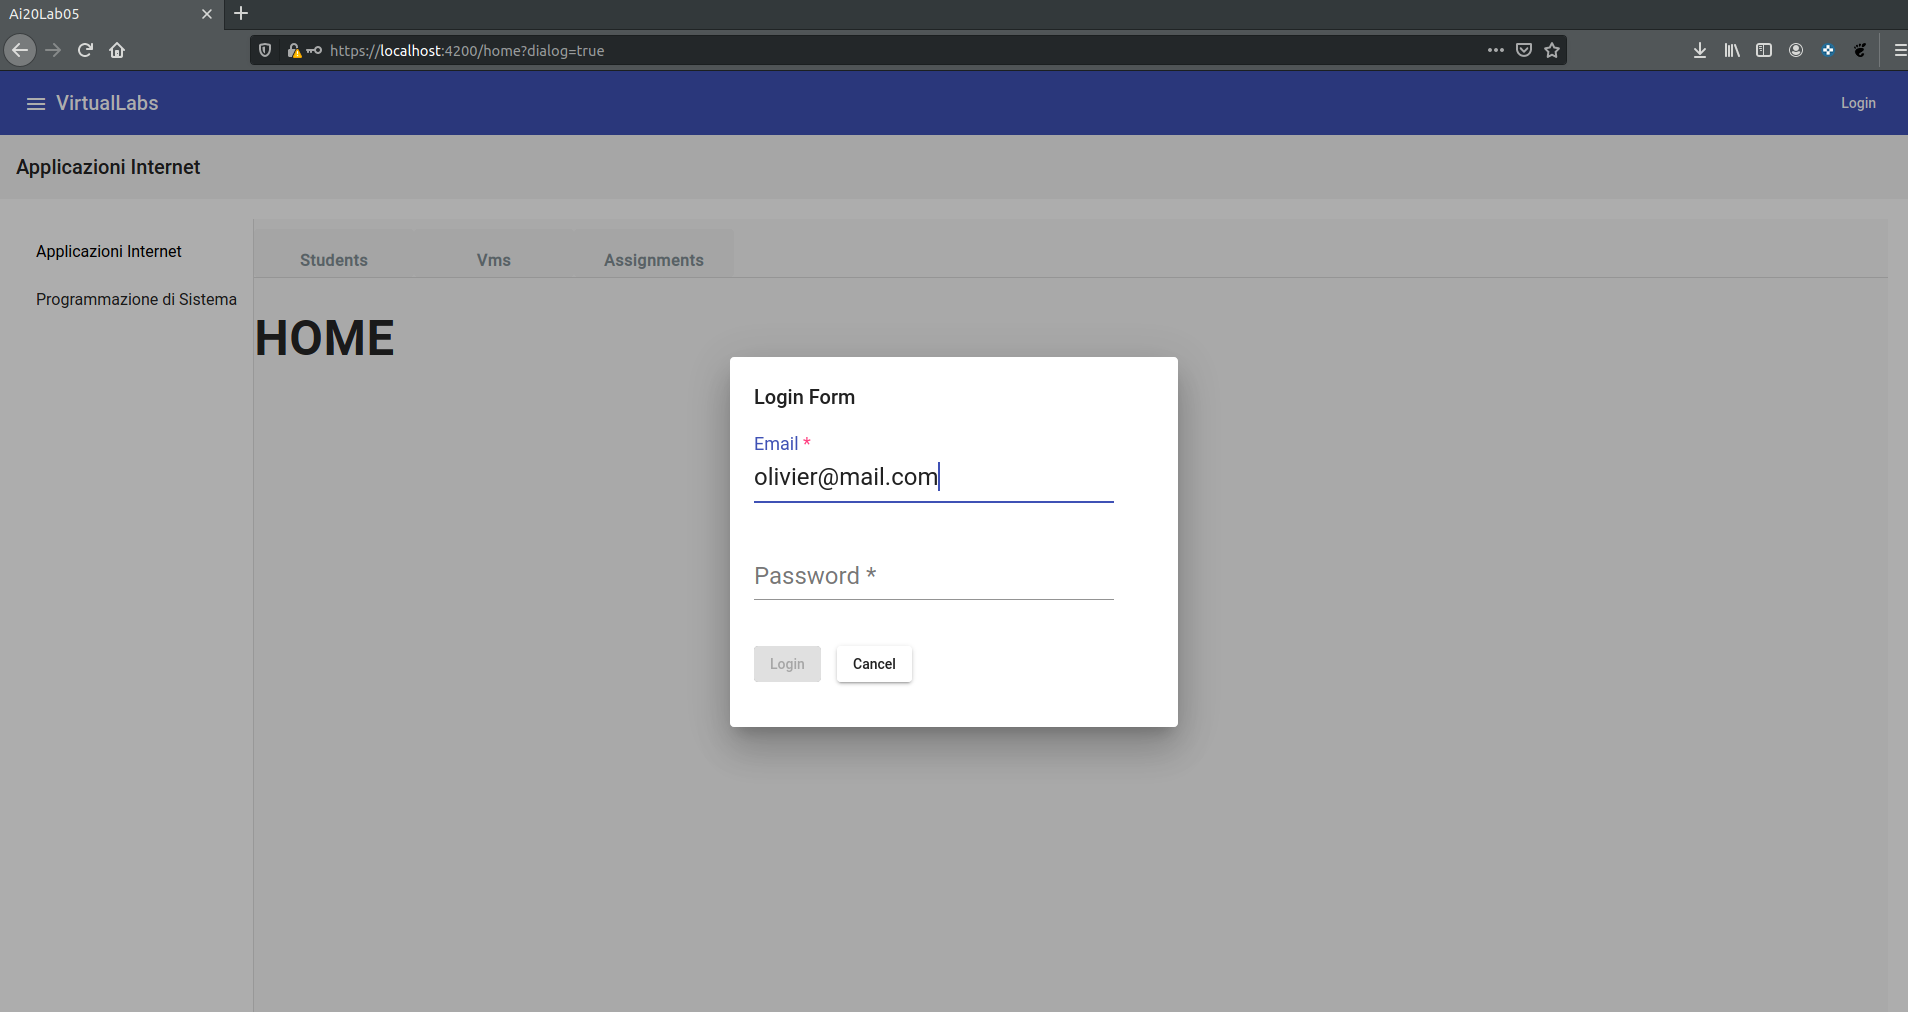 Ai20Lab05
https://localhost:4200/home?dialog=true
VirtualLabs
Login
Applicazioni Internet
Applicazioni Internet
Programmazione di Sistema
Students
Vms
Assignments
HOME
Login Form
Email *
olivier@mail.com
Password *
Login
Cancel